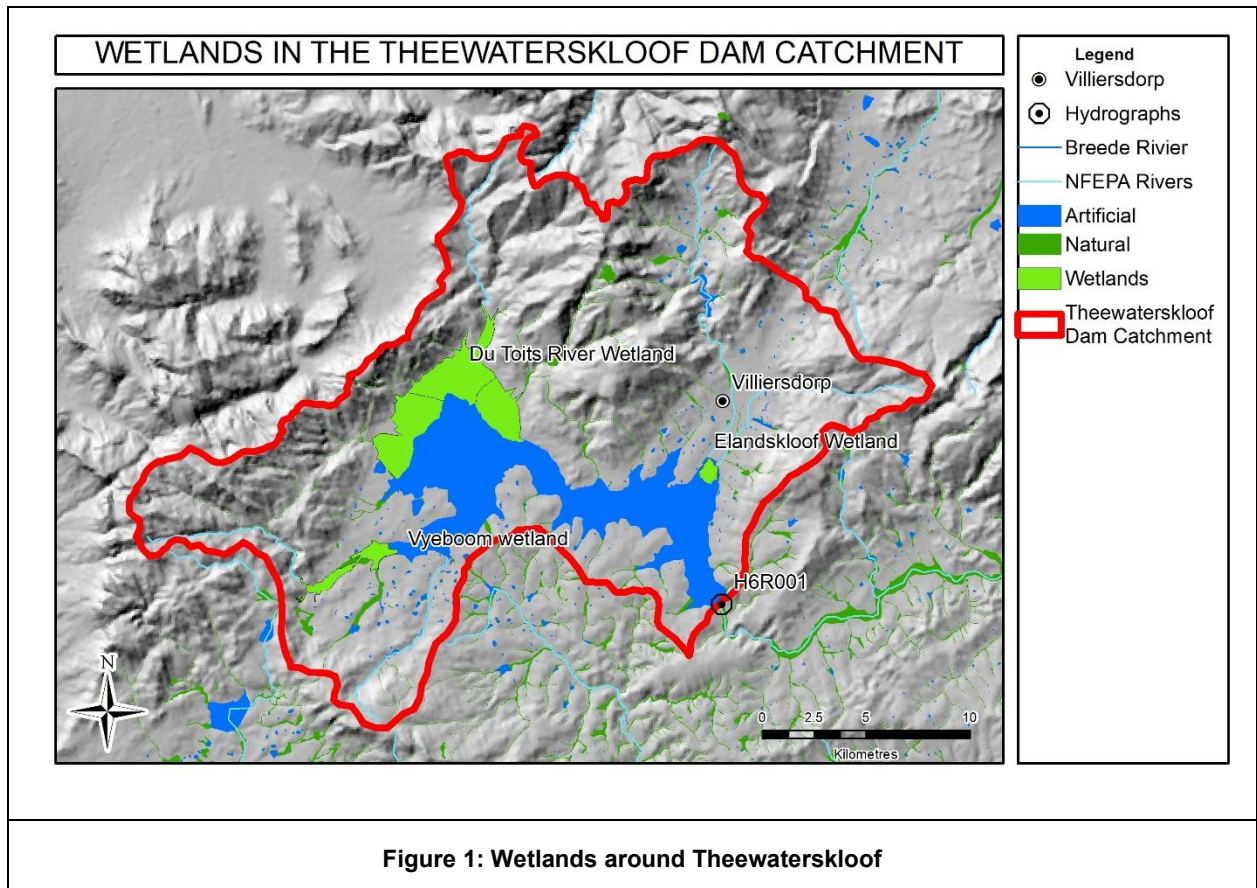 WETLANDS IN THE THEEWATERSKLOOF DAM CATCHMENT
Legend
Villiersdorp
Hydrographs
Breede Rivier
NFEPA Rivers
Artificial
Natural
Wetlands
Theewaterskloof
Dam Catchment
Du Toits River Wetland
Villiersdorp
Elandskloof Wetland
Vyeboom wetland
H6R001
N
0 2.5 5 10
Kilometres
Figure 1: Wetlands around Theewaterskloof